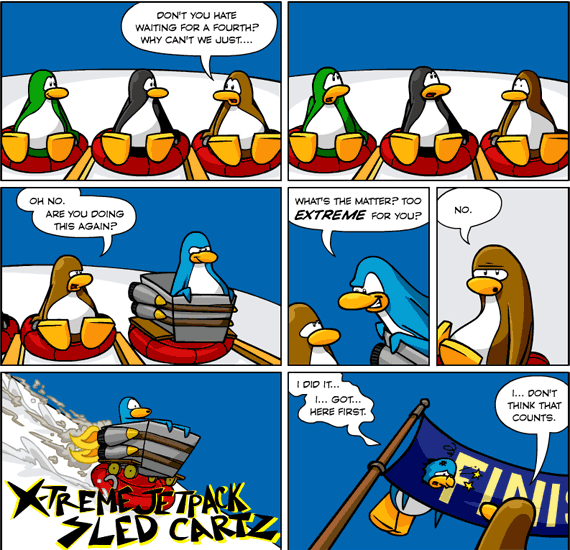 DON'T YOU HATE
WAITING FOR A FOURTH?
WHY CAN'T WE JUST....
OH NO.
ARE YOU DOING
THIS AGAIN?
WHAT'S THE MATTER? TOO
EXTREME FOR YOU?
NO.
X-TREME JETPACK
SLED CARTZ
I DID IT...
I... GOT...
HERE FIRST.
I... DON'T
THINK THAT
COUNTS.
FINIS